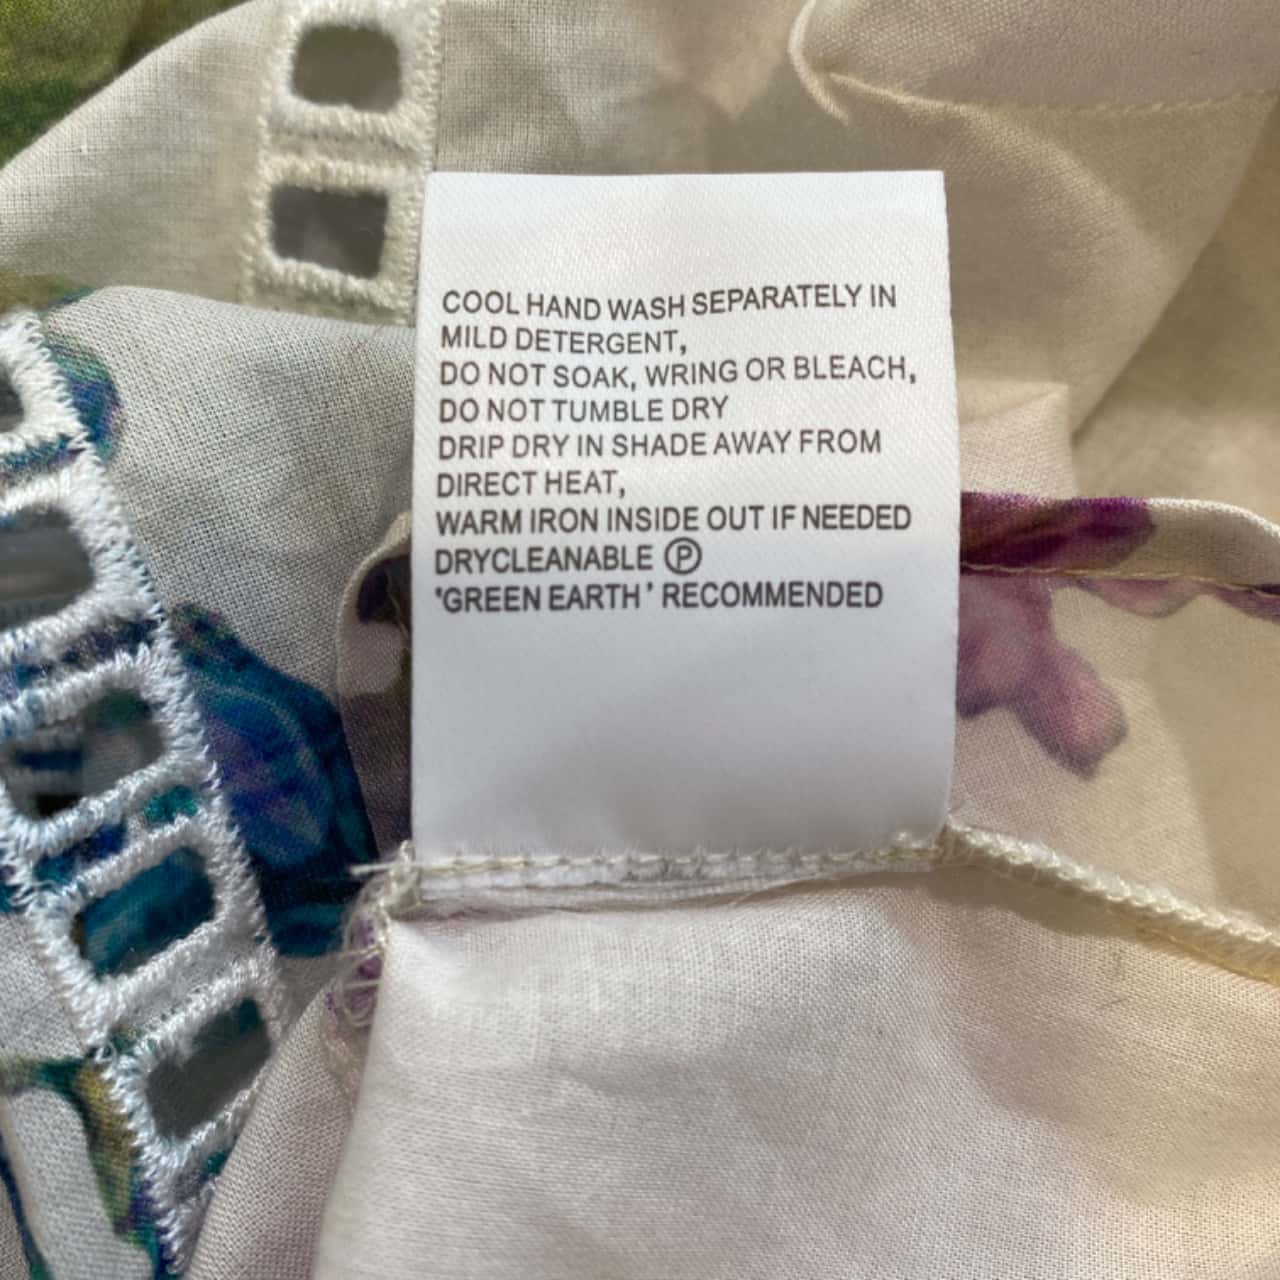 COOL HAND WASH SEPARATELY IN
MILD DETERGENT,
DO NOT SOAK, WRING OR BLEACH,
DO NOT TUMBLE DRY
DRIP DRY IN SHADE AWAY FROM
DIRECT HEAT,
WARM IRON INSIDE OUT IF NEEDED
DRYCLEANABLE Ⓟ
'GREEN EARTH' RECOMMENDED